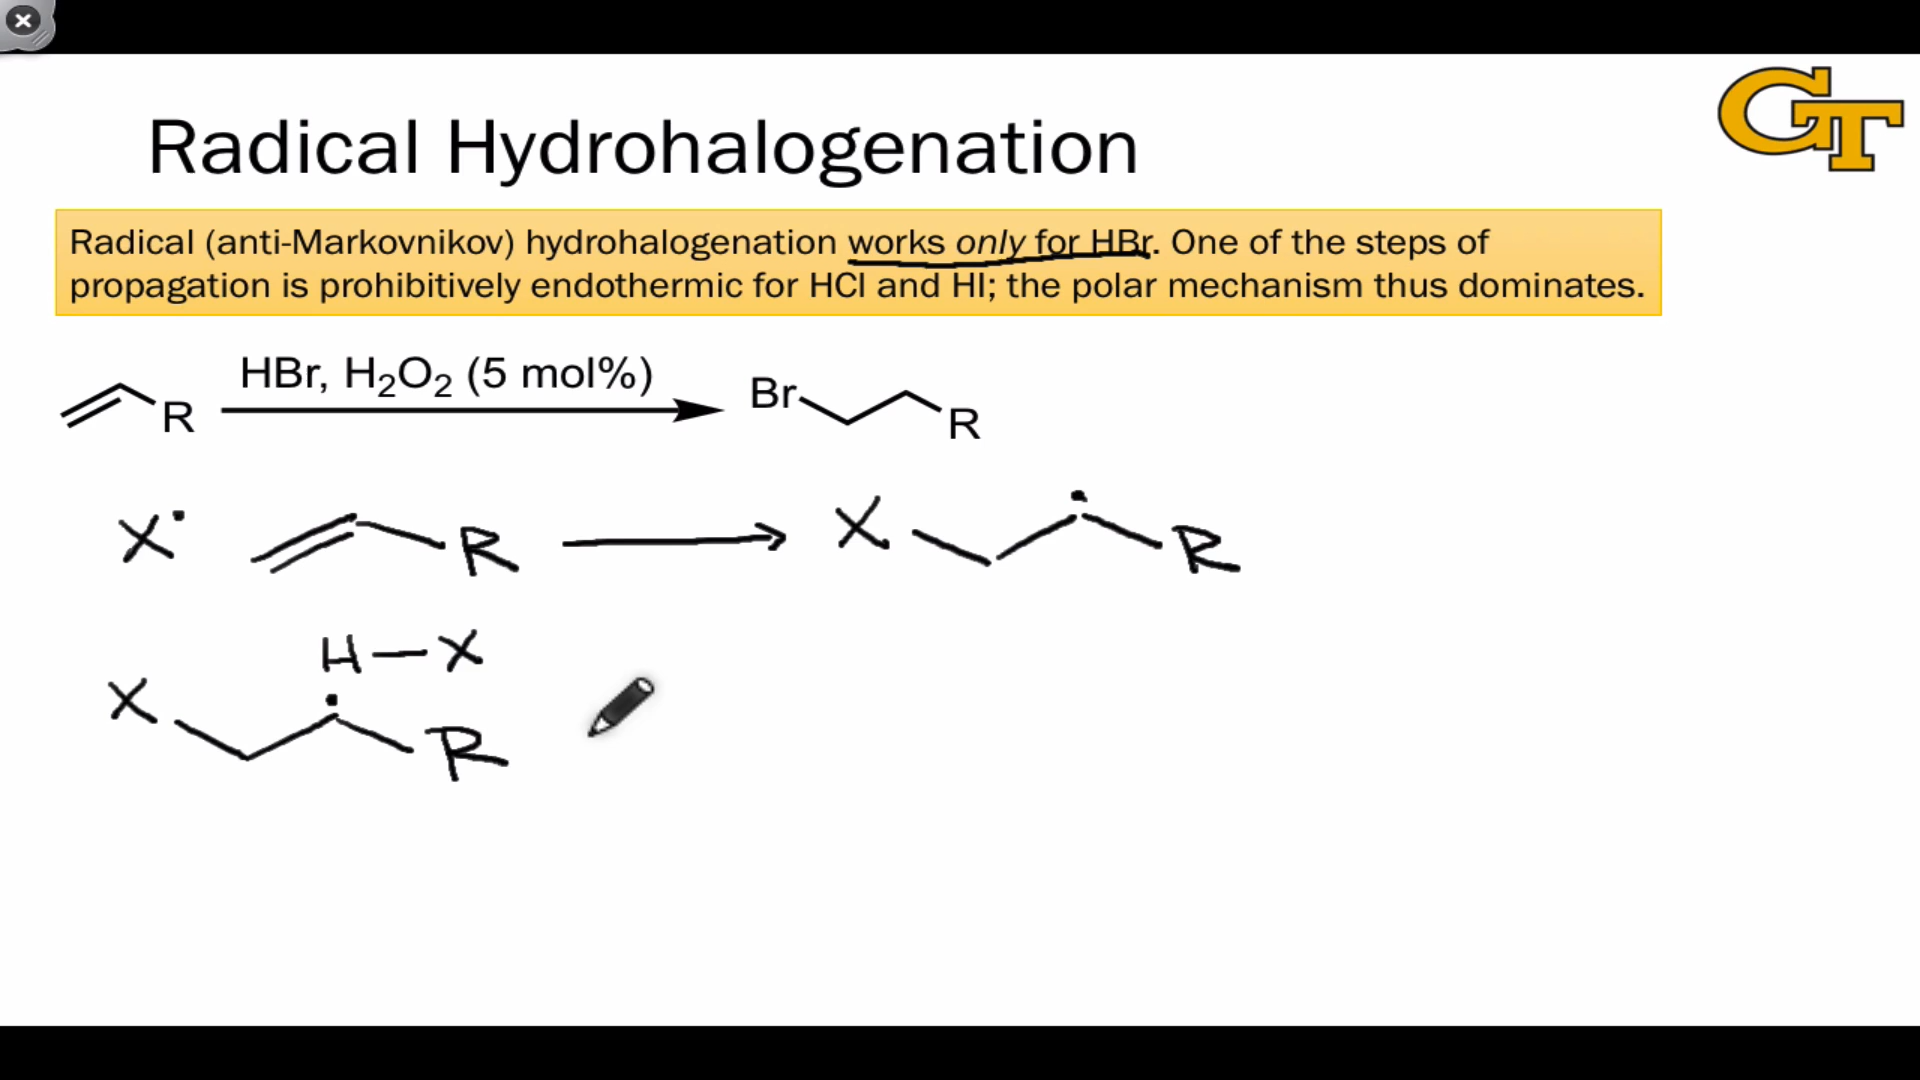 GT
Radical Hydrohalogenation
Radical (anti-Markovnikov) hydrohalogenation works only for HBr. One of the steps of
propagation is prohibitively endothermic for HCl and HI; the polar mechanism thus dominates.
HBr, H₂O₂ (5 mol%)
R Br R
X• R X R
H—X
X R